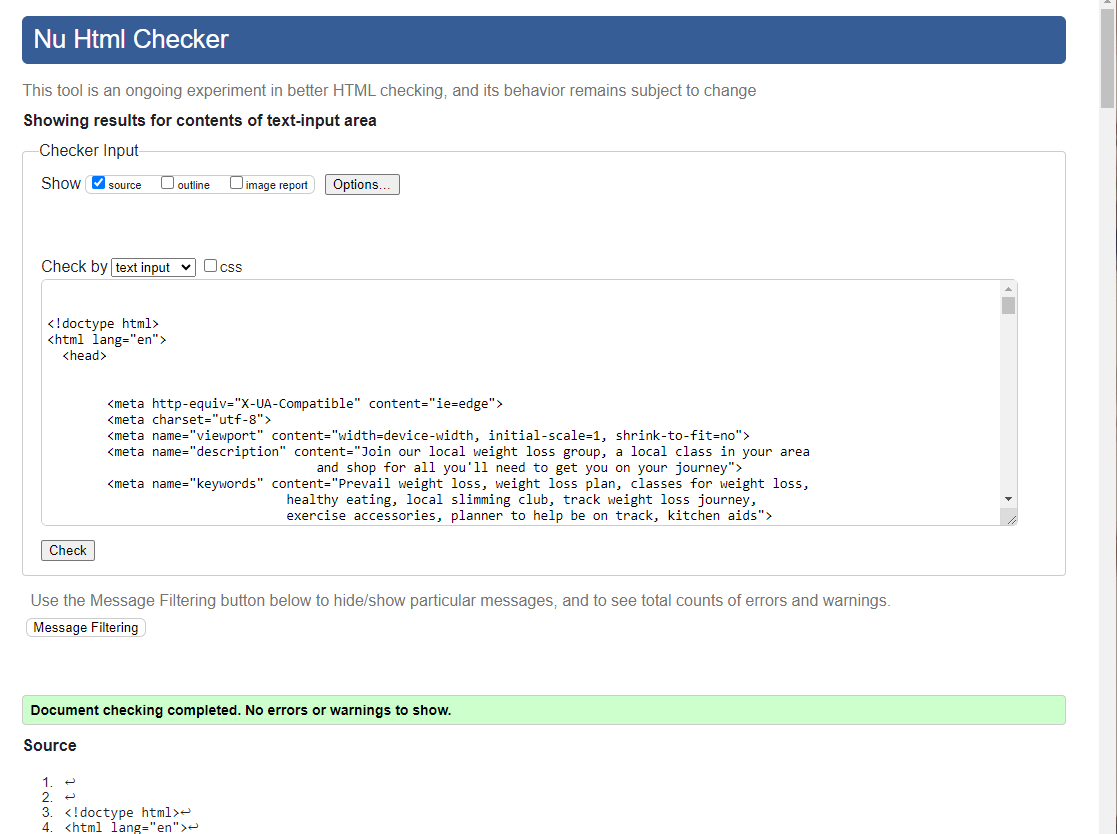 Nu Html Checker
This tool is an ongoing experiment in better HTML checking, and its behavior remains subject to change
Showing results for contents of text-input area
Checker Input
Show source outline image report Options...
Check by text input css
<!doctype html>
<html lang="en">
<head>
<meta http-equiv="X-UA-Compatible" content="ie=edge">
<meta charset="utf-8">
<meta name="viewport" content="width=device-width, initial-scale=1, shrink-to-fit=no">
<meta name="description" content="Join our local weight loss group, a local class in your area
and shop for all you'll need to get you on your journey">
<meta name="keywords" content="Prevail weight loss, weight loss plan, classes for weight loss,
healthy eating, local slimming club, track weight loss journey,
exercise accessories, planner to help be on track, kitchen aids">
Check
Use the Message Filtering button below to hide/show particular messages, and to see total counts of errors and warnings.
Message Filtering
Document checking completed. No errors or warnings to show.
Source
1. ↩
2. ↩
3. <!doctype html>↩
4. <html lang="en">↩